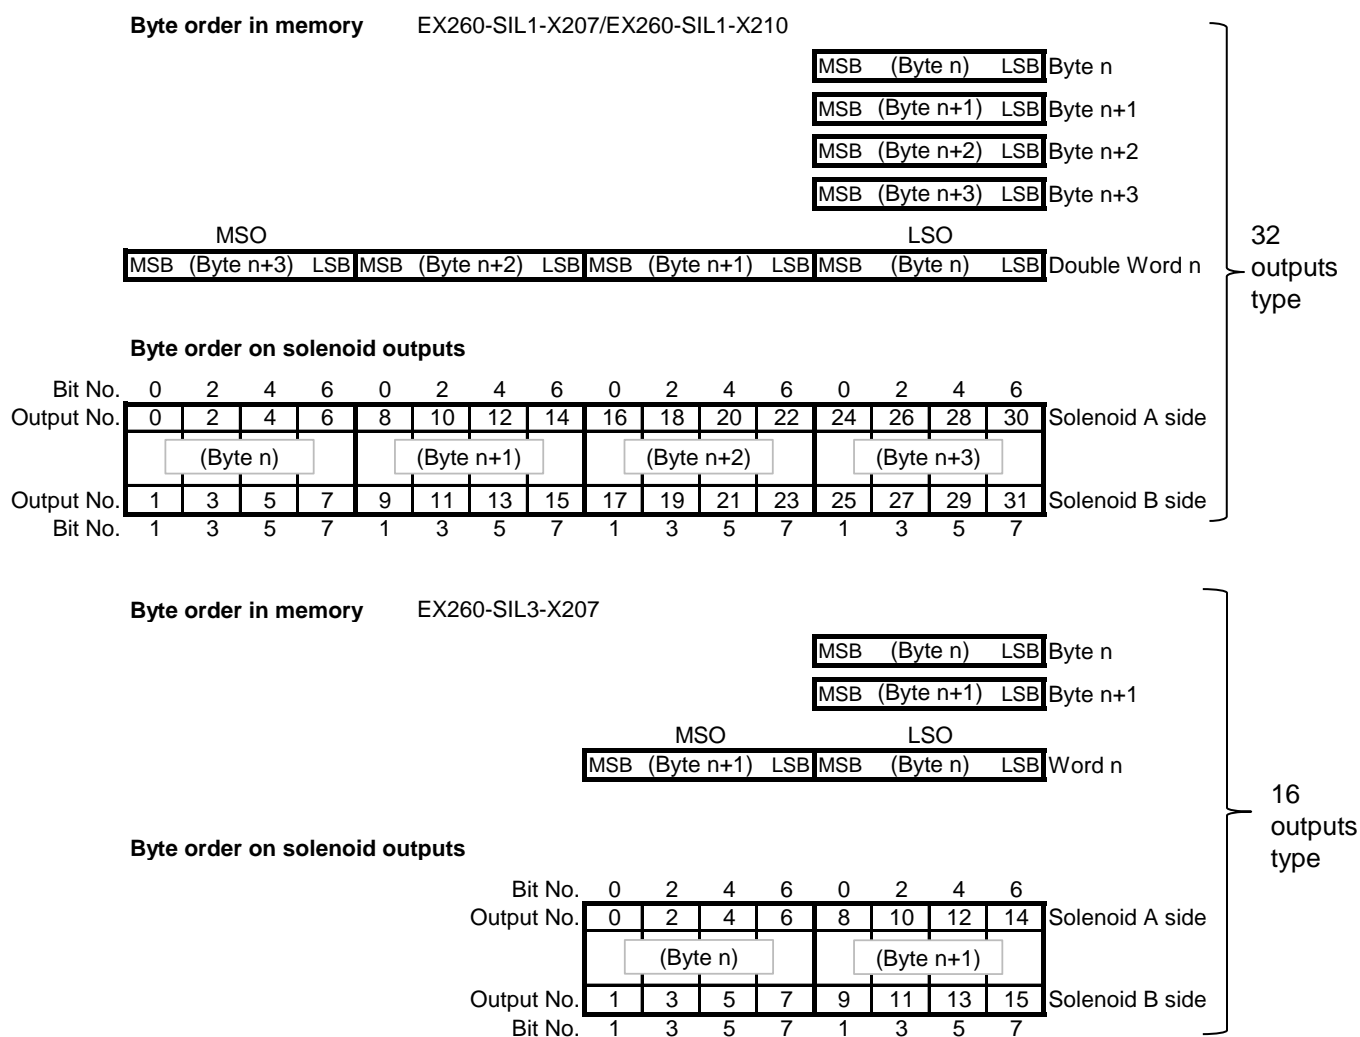 Byte order in memory EX260-SIL1-X207/EX260-SIL1-X210
MSB (Byte n) LSB Byte n
MSB (Byte n+1) LSB Byte n+1
MSB (Byte n+2) LSB Byte n+2
MSB (Byte n+3) LSB Byte n+3
MSO LSO
MSB (Byte n+3) LSB MSB (Byte n+2) LSB MSB (Byte n+1) LSB MSB (Byte n) LSB Double Word n
32
outputs
type
Byte order on solenoid outputs
Bit No. 0 2 4 6 0 2 4 6 0 2 4 6 0 2 4 6
Output No. 0 2 4 6 8 10 12 14 16 18 20 22 24 26 28 30 Solenoid A side
(Byte n) (Byte n+1) (Byte n+2) (Byte n+3)
Output No. 1 3 5 7 9 11 13 15 17 19 21 23 25 27 29 31 Solenoid B side
Bit No. 1 3 5 7 1 3 5 7 1 3 5 7 1 3 5 7
Byte order in memory EX260-SIL3-X207
MSB (Byte n) LSB Byte n
MSB (Byte n+1) LSB Byte n+1
MSO LSO
MSB (Byte n+1) LSB MSB (Byte n) LSB Word n
16
outputs
type
Byte order on solenoid outputs
Bit No. 0 2 4 6 0 2 4 6
Output No. 0 2 4 6 8 10 12 14 Solenoid A side
(Byte n) (Byte n+1)
Output No. 1 3 5 7 9 11 13 15 Solenoid B side
Bit No. 1 3 5 7 1 3 5 7